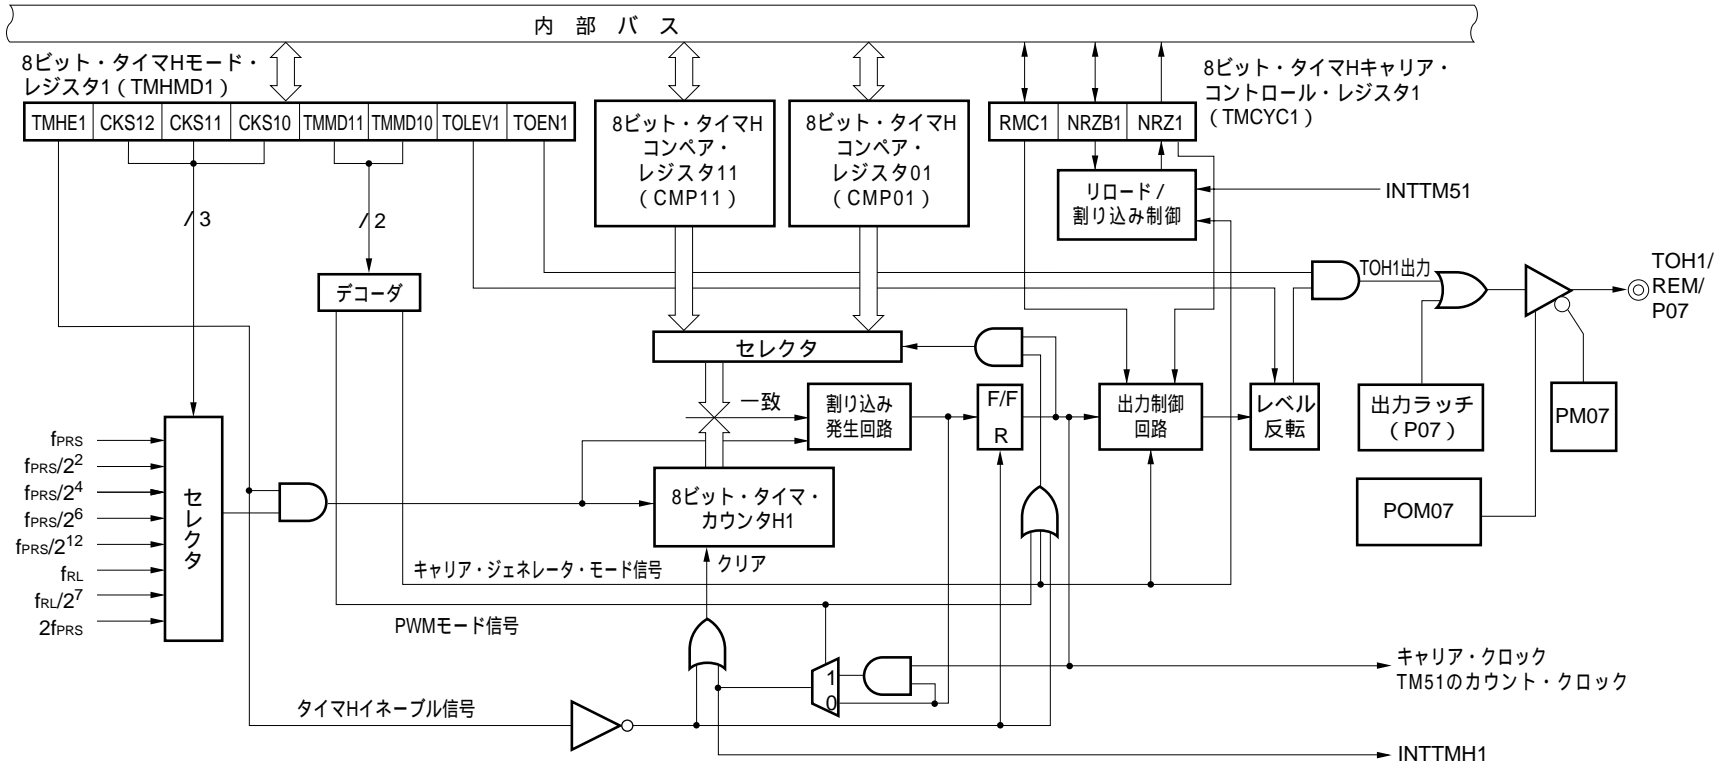 内 部 バ ス
8ビット・タイマHモード・
レジスタ1（TMHMD1）
TMHE1 CKS12 CKS11 CKS10 TMMD11 TMMD10 TOLEV1 TOEN1
8ビット・タイマH
コンペア・
レジスタ11
（CMP11）
8ビット・タイマH
コンペア・
レジスタ01
（CMP01）
RMC1 NRZB1 NRZ1
8ビット・タイマHキャリア・
コントロール・レジスタ1
（TMCYC1）
リロード/
割り込み制御
INTTM51
/3
/2
デコーダ
TOH1出力
TOH1/
REM/
P07
セレクタ
一致
割り込み
発生回路
F/F
R
出力制御
回路
レベル
反転
出力ラッチ
（P07）
PM07
POM07
fPRS
fPRS/2^2
fPRS/2^4
fPRS/2^6
fPRS/2^12
fRL
fRL/2^7
2fPRS
セレクタ
8ビット・タイマ・
カウンタH1
クリア
キャリア・ジェネレータ・モード信号
PWMモード信号
1
0
キャリア・クロック
TM51のカウント・クロック
タイマHイネーブル信号
INTTMH1